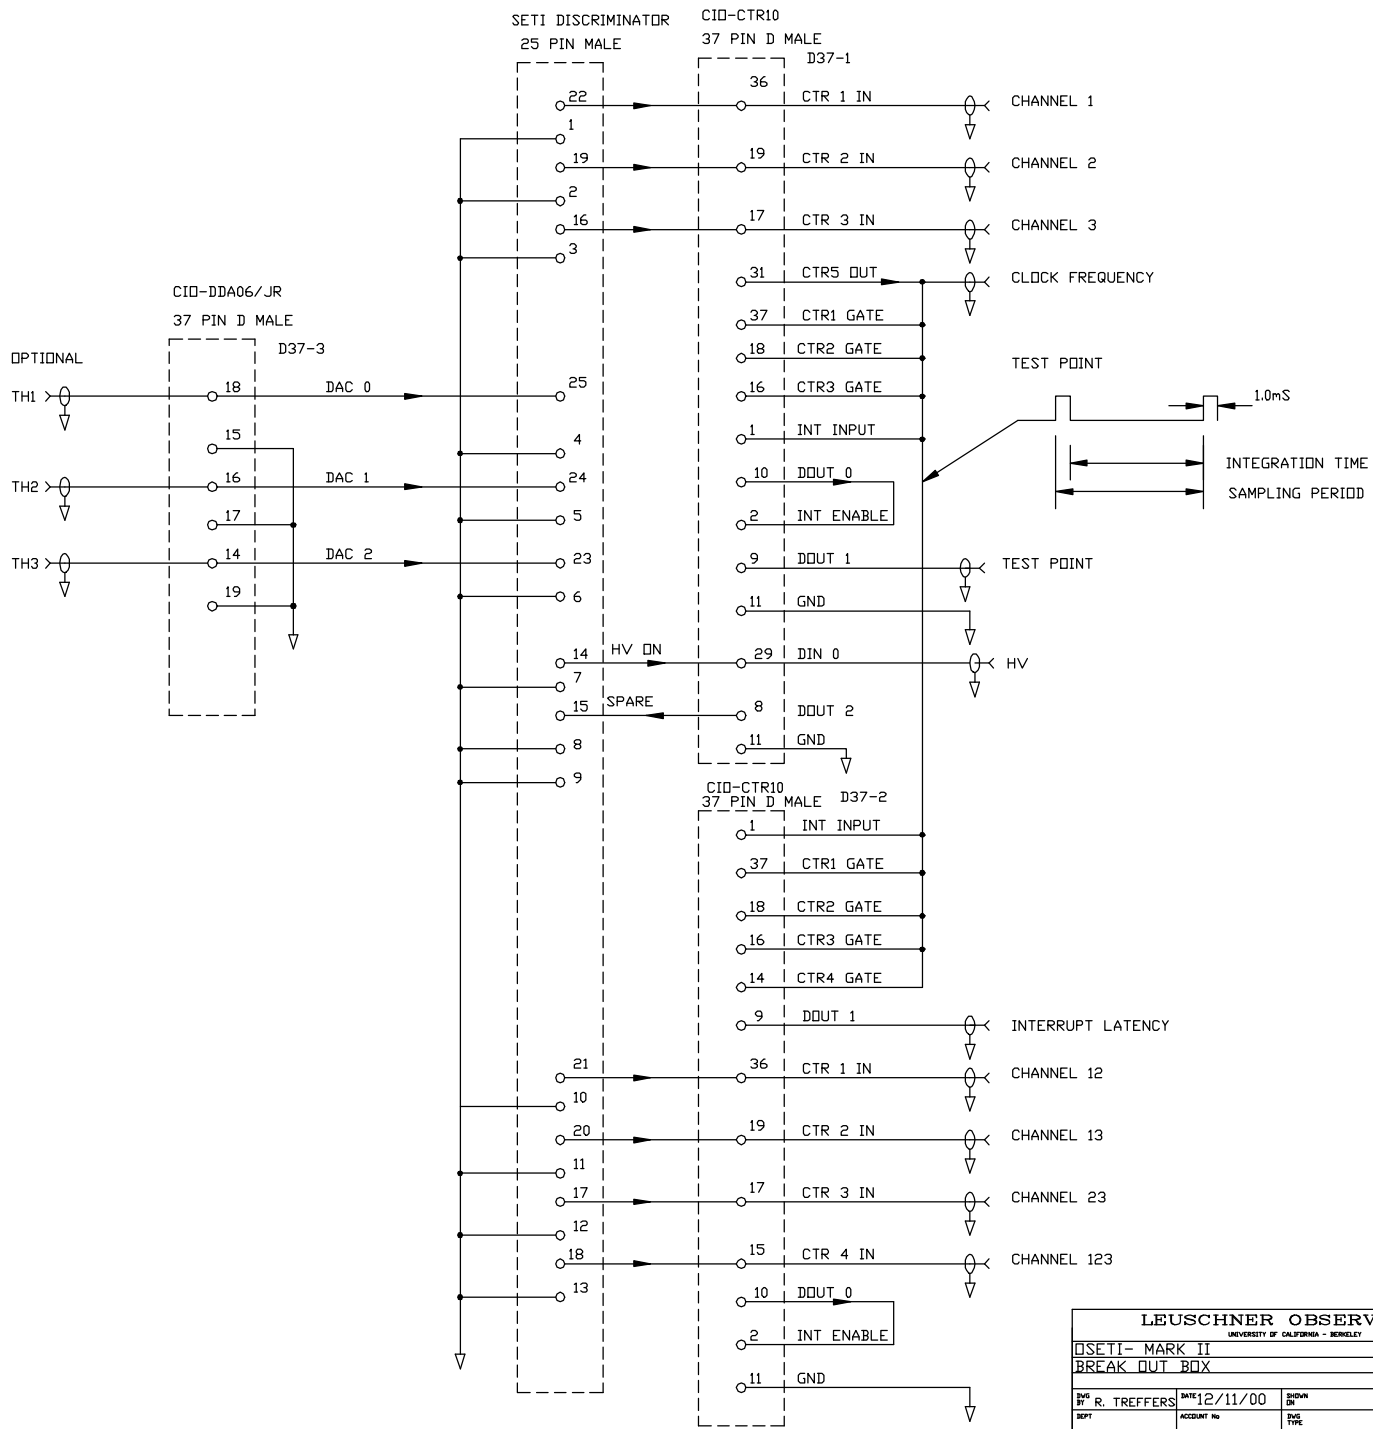 SETI DISCRIMINATOR
25 PIN MALE
CIO-CTR10
37 PIN D MALE
D37-1
22
36
CTR 1 IN
CHANNEL 1
1
19
19
CTR 2 IN
CHANNEL 2
2
16
17
CTR 3 IN
CHANNEL 3
3
31
CTR5 OUT
CLOCK FREQUENCY
CIO-DDA06/JR
37 PIN D MALE
D37-3
37
CTR1 GATE
18
CTR2 GATE
OPTIONAL
TEST POINT
TH1
18
DAC 0
25
16
CTR3 GATE
1.0mS
15
4
1
INT INPUT
INTEGRATION TIME
TH2
16
DAC 1
24
10
DOUT 0
SAMPLING PERIOD
17
5
2
INT ENABLE
TH3
14
DAC 2
23
9
DOUT 1
TEST POINT
19
6
11
GND
14
HV ON
29
DIN 0
HV
7
15
SPARE
8
DOUT 2
8
11
GND
9
CIO-CTR10
37 PIN D MALE
D37-2
1
INT INPUT
37
CTR1 GATE
18
CTR2 GATE
16
CTR3 GATE
14
CTR4 GATE
9
DOUT 1
INTERRUPT LATENCY
21
36
CTR 1 IN
CHANNEL 12
10
20
19
CTR 2 IN
CHANNEL 13
11
17
17
CTR 3 IN
CHANNEL 23
12
18
15
CTR 4 IN
CHANNEL 123
13
10
DOUT 0
2
INT ENABLE
11
GND
LEUSCHNER OBSERV
UNIVERSITY OF CALIFORNIA - BERKELEY
OSETI- MARK II
BREAK OUT BOX
DWG BY R. TREFFERS
DATE 12/11/00
SHOWN ON
DEPT
ACCOUNT No
DWG TYPE